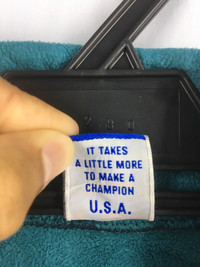 IT TAKES
A LITTLE MORE
TO MAKE A
CHAMPION
U.S.A.